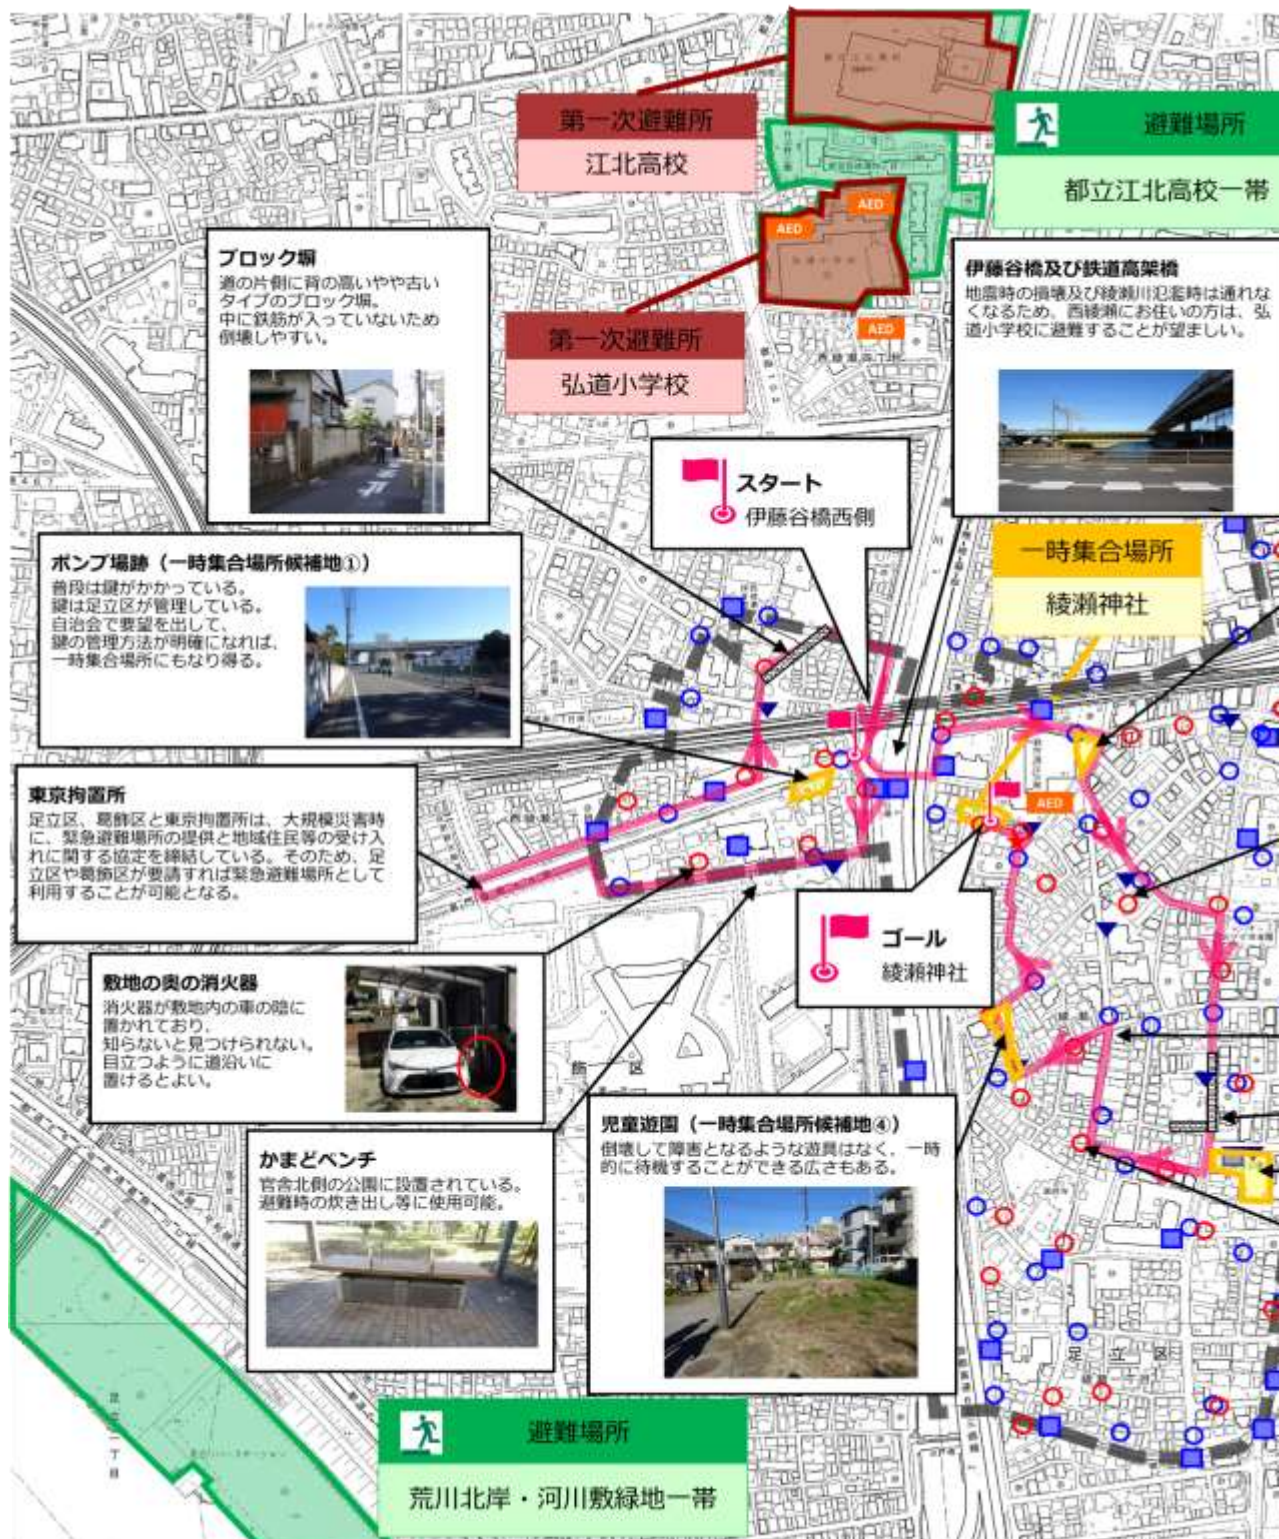 第一次避難所
江北高校
避難場所
都立江北高校一帯
AED
AED
AED
第一次避難所
弘道小学校
ブロック塀
道の片側に背の高いやや古い
タイプのブロック塀。
中に鉄筋が入っていないため
倒壊しやすい。
伊藤谷橋及び鉄道高架橋
地震時の損壊及び綾瀬川氾濫時は通れな
くなるため、西綾瀬にお住いの方は、弘
道小学校に避難することが望ましい。
スタート
伊藤谷橋西側
一時集合場所
綾瀬神社
ポンプ場跡（一時集合場所候補地①）
普段は鍵がかかっている。
鍵は足立区が管理している。
自治会で要望を出して、
鍵の管理方法が明確になれば、
一時集合場所にもなり得る。
東京拘置所
足立区、葛飾区と東京拘置所は、大規模災害時
に、緊急避難場所の提供と地域住民等の受け入
れに関する協定を締結している。そのため、足
立区や葛飾区が要請すれば緊急避難場所として
利用することが可能となる。
AED
ゴール
綾瀬神社
敷地の奥の消火器
消火器が敷地内の車の陰に
置かれており、
知らないと見つけられない。
目立つように道沿いに
置けるとよい。
飾 区
かまどベンチ
官舎北側の公園に設置されている。
避難時の炊き出し等に使用可能。
児童遊園（一時集合場所候補地④）
倒壊して障害となるような遊具はなく、一時
的に待機することができる広さもある。
足 立 区
避難場所
荒川北岸・河川敷緑地一帯